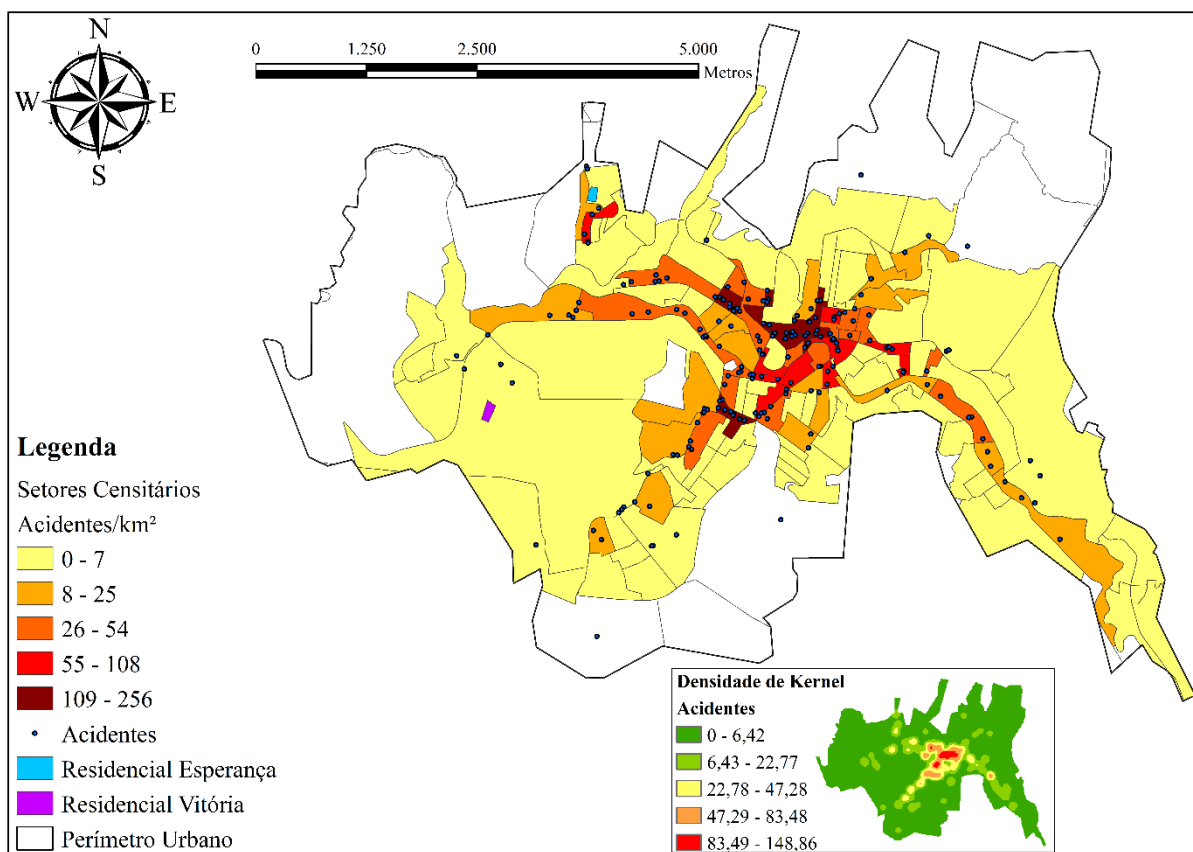 N
W E
S
0 1.250 2.500 5.000
Metros
Legenda
Setores Censitários
Acidentes/km²
0 - 7
8 - 25
26 - 54
55 - 108
109 - 256
Acidentes
Residencial Esperança
Residencial Vitória
Perímetro Urbano
Densidade de Kernel
Acidentes
0 - 6,42
6,43 - 22,77
22,78 - 47,28
47,29 - 83,48
83,49 - 148,86